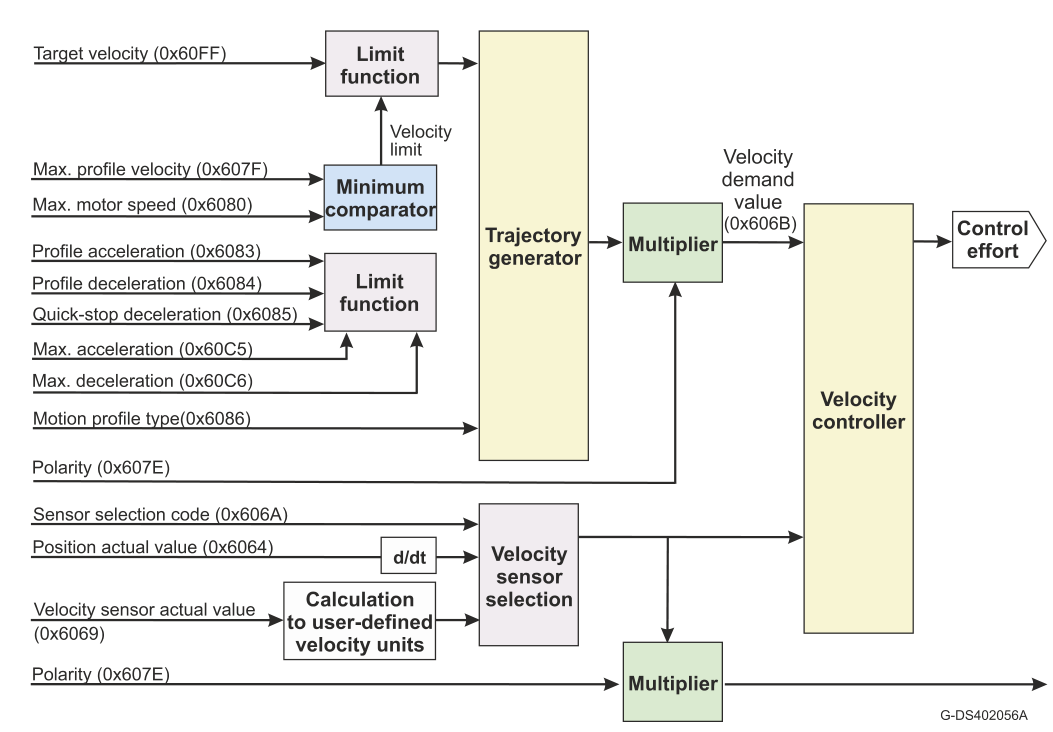 Target velocity (0x60FF)
Limit
function
Velocity
limit
Max. profile velocity (0x607F)
Max. motor speed (0x6080)
Minimum
comparator
Profile acceleration (0x6083)
Profile deceleration (0x6084)
Quick-stop deceleration (0x6085)
Limit
function
Max. acceleration (0x60C5)
Max. deceleration (0x60C6)
Motion profile type(0x6086)
Polarity (0x607E)
Trajectory
generator
Multiplier
Velocity
demand
value
(0x606B)
Velocity
controller
Control
effort
Sensor selection code (0x606A)
Position actual value (0x6064)
d/dt
Velocity sensor actual value
(0x6069)
Calculation
to user-defined
velocity units
Velocity
sensor
selection
Polarity (0x607E)
Multiplier
G-DS402056A